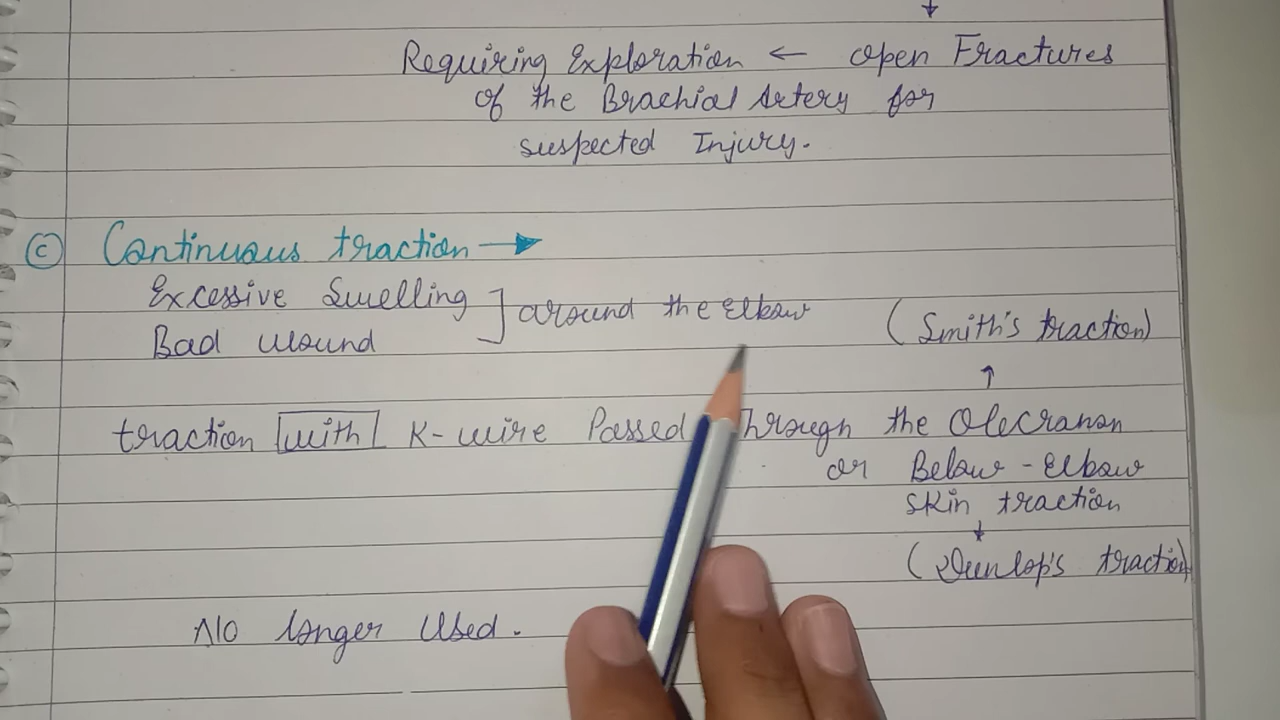 ↓
Requiring Exploration ← Open Fractures
of the Brachial Artery for
suspected Injury.
(C) Continuous traction →
Excessive Swelling
Bad wound
] around the Elbow
(Smith's traction)
↑
traction [with] K-wire Passed Through the Olecranon
or Below-Elbow
skin traction
↓
(Dunlop's traction)
No longer Used.